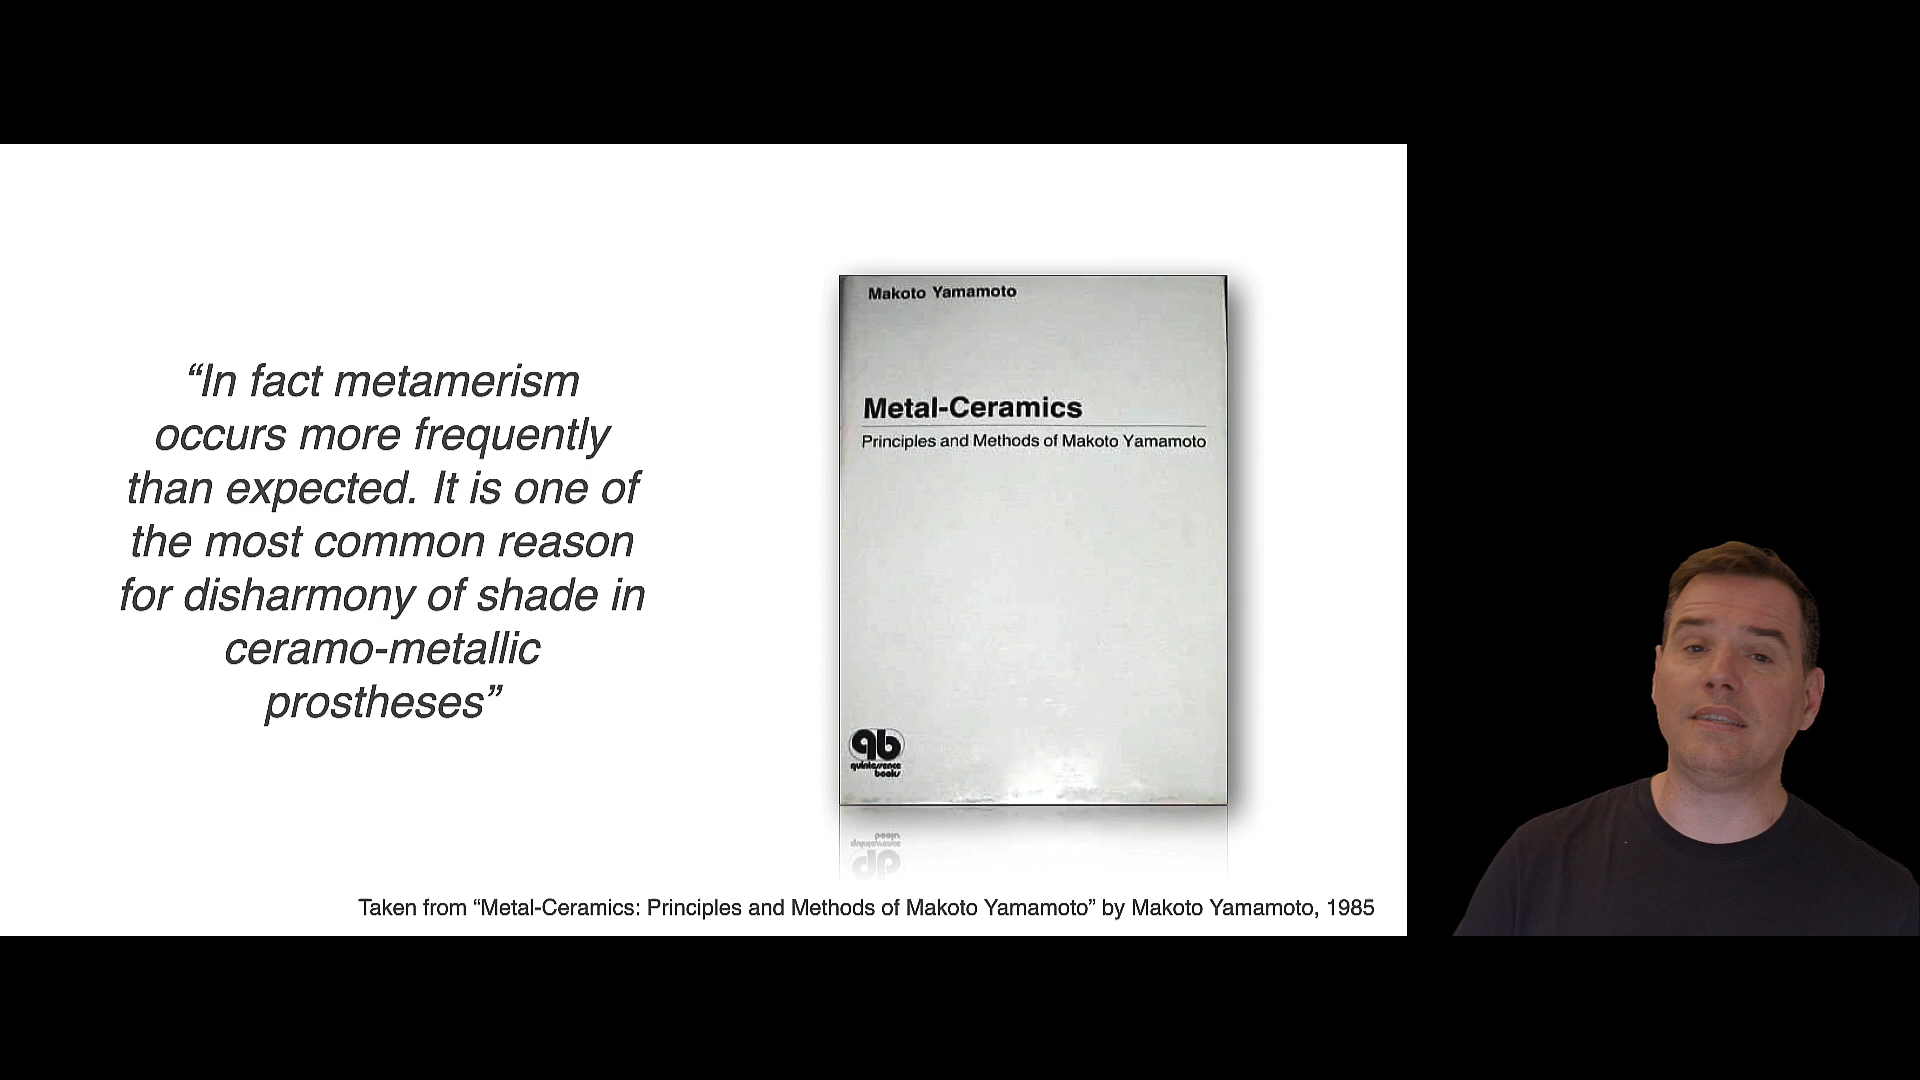 “In fact metamerism
occurs more frequently
than expected. It is one of
the most common reason
for disharmony of shade in
ceramo-metallic
prostheses”
Makoto Yamamoto
Metal-Ceramics
Principles and Methods of Makoto Yamamoto
qb
quintessence
books
Taken from “Metal-Ceramics: Principles and Methods of Makoto Yamamoto” by Makoto Yamamoto, 1985